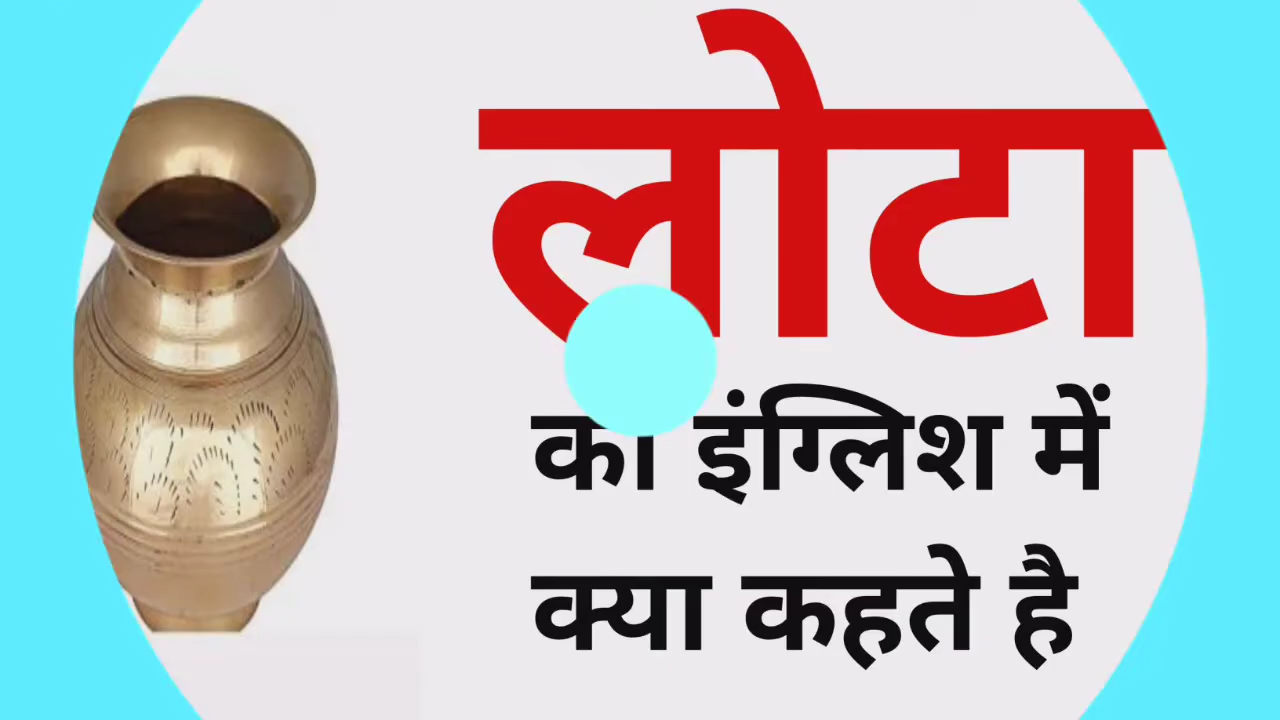 लोटा
इंग्लिश में
क्या कहते है